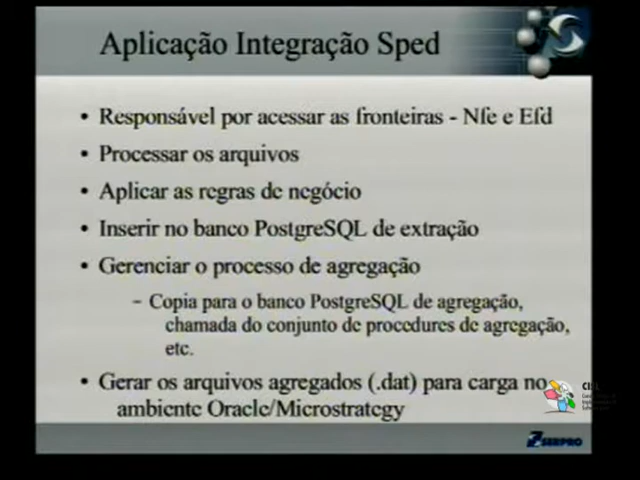 Aplicação Integração Sped
• Responsável por acessar as fronteiras - Nfe e Efd
• Processar os arquivos
• Aplicar as regras de negócio
• Inserir no banco PostgreSQL de extração
• Gerenciar o processo de agregação
– Copia para o banco PostgreSQL de agregação,
chamada do conjunto de procedures de agregação,
etc.
• Gerar os arquivos agregados (.dat) para carga no
ambiente Oracle/Microstrategy
SERPRO